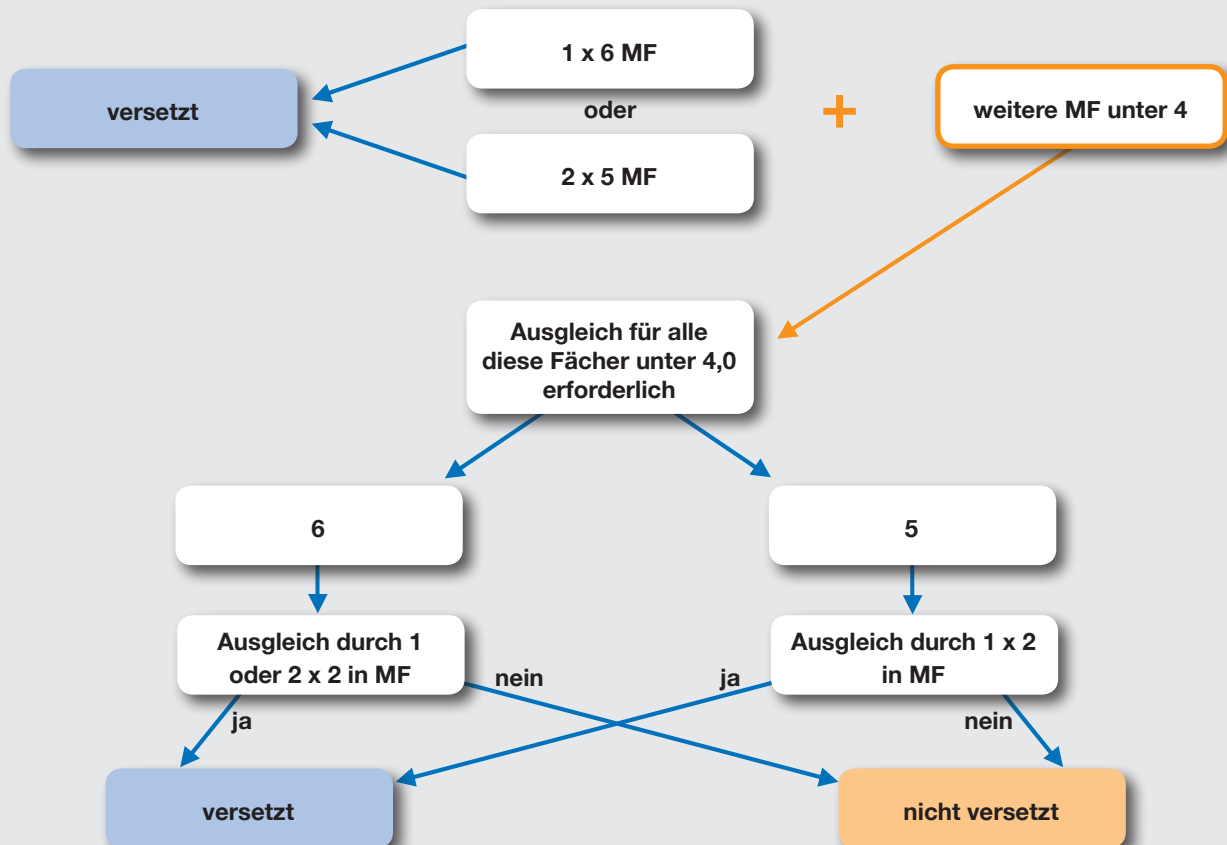 1 x 6 MF
versetzt
oder
+
weitere MF unter 4
2 x 5 MF
Ausgleich für alle
diese Fächer unter 4,0
erforderlich
6
5
Ausgleich durch 1
oder 2 x 2 in MF
Ausgleich durch 1 x 2
in MF
nein
ja
ja
nein
versetzt
nicht versetzt